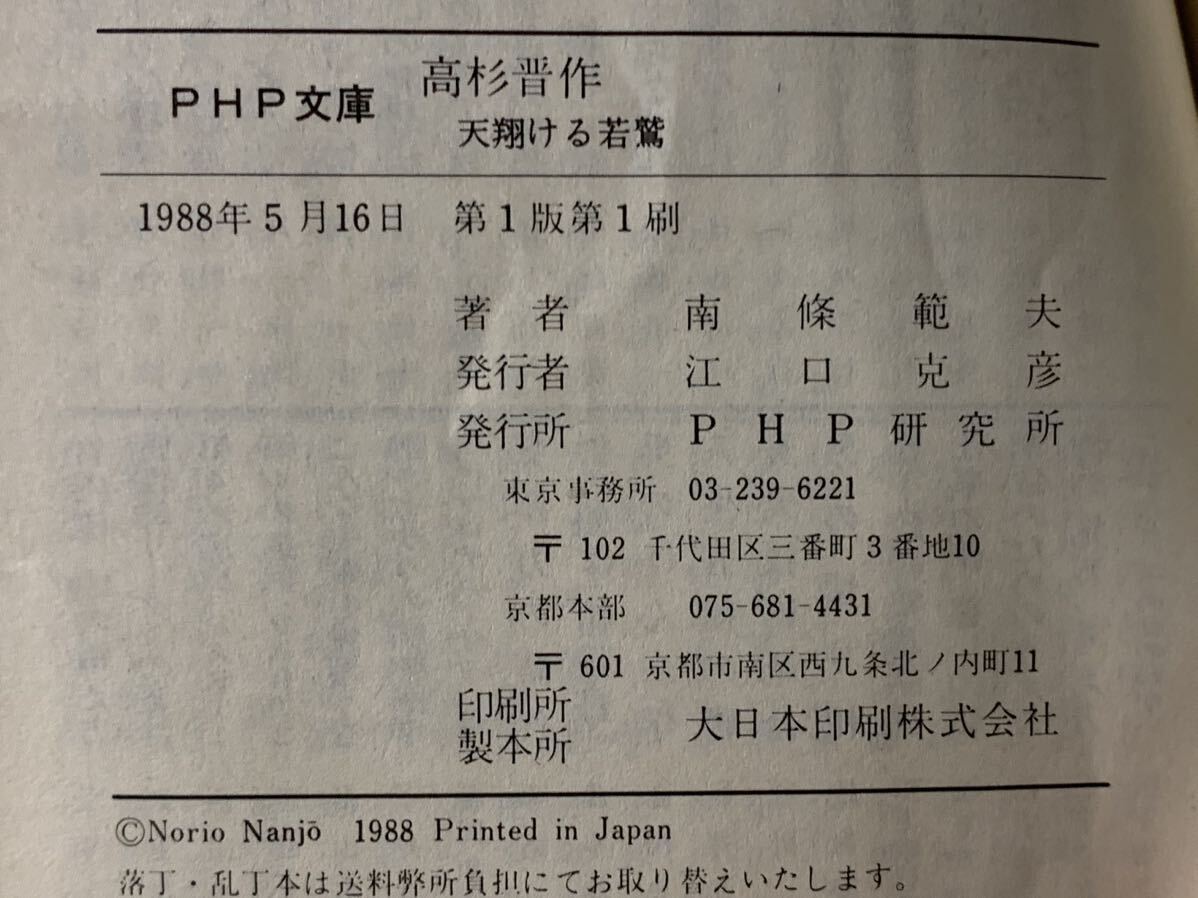 PHP文庫 高杉晋作
天翔ける若鷲
1988年5月16日 第1版第1刷
著者 南條範夫
発行者 江口克彦
発行所 PHP研究所
東京事務所 03-239-6221
〒102 千代田区三番町3番地10
京都本部 075-681-4431
〒601 京都市南区西九条北ノ内町11
印刷所
製本所 大日本印刷株式会社
©Norio Nanjō 1988 Printed in Japan
落丁・乱丁本は送料弊所負担にてお取り替えいたします。